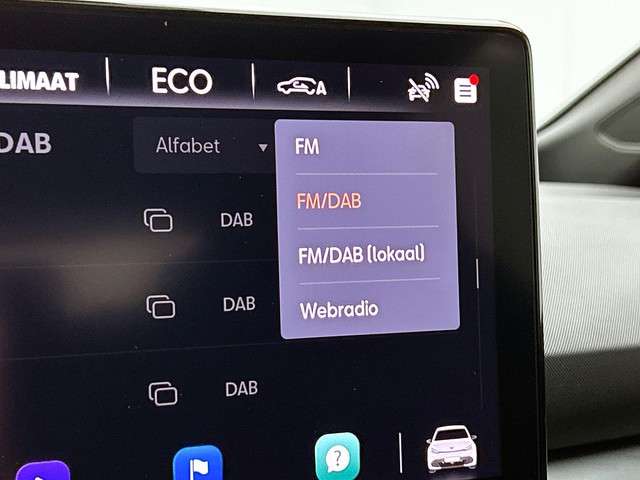 LIMAAT
ECO
A
DAB
Alfabet
FM
FM/DAB
FM/DAB (lokaal)
Webradio
DAB
DAB
DAB
?